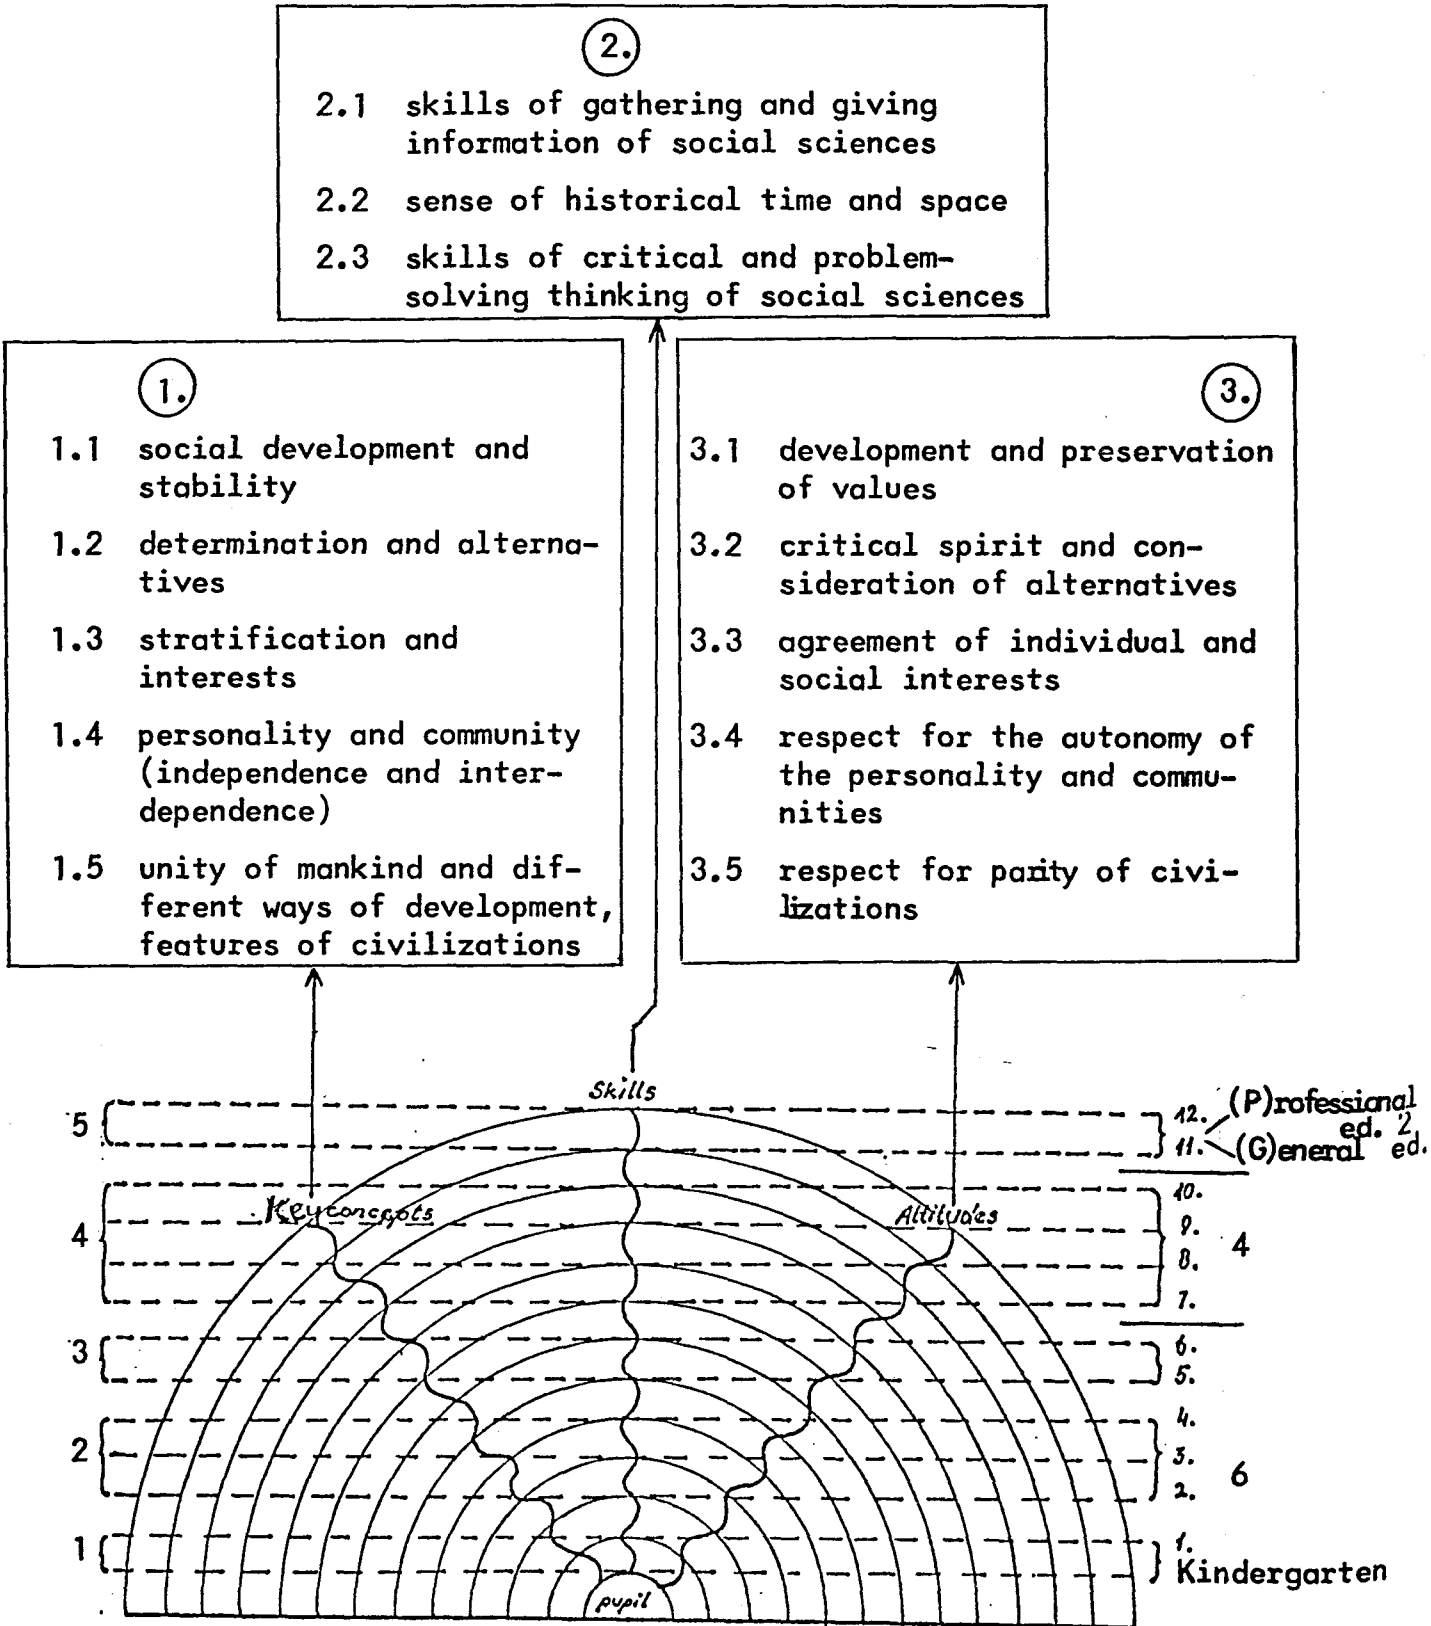 2.
2.1 skills of gathering and giving
information of social sciences
2.2 sense of historical time and space
2.3 skills of critical and problem-
solving thinking of social sciences
1.
1.1 social development and
stability
1.2 determination and alterna-
tives
1.3 stratification and
interests
1.4 personality and community
(independence and inter-
dependence)
1.5 unity of mankind and dif-
ferent ways of development,
features of civilizations
3.
3.1 development and preservation
of values
3.2 critical spirit and con-
sideration of alternatives
3.3 agreement of individual and
social interests
3.4 respect for the autonomy of
the personality and commu-
nities
3.5 respect for parity of civi-
lizations
Skills
Key concepts
Attitudes
pupil
5
4
3
2
1
12. (P)rofessional
ed. 2
11. (G)eneral ed.
10.
9.
8.
7.
4
6.
5.
4.
3.
2.
6
1.
Kindergarten